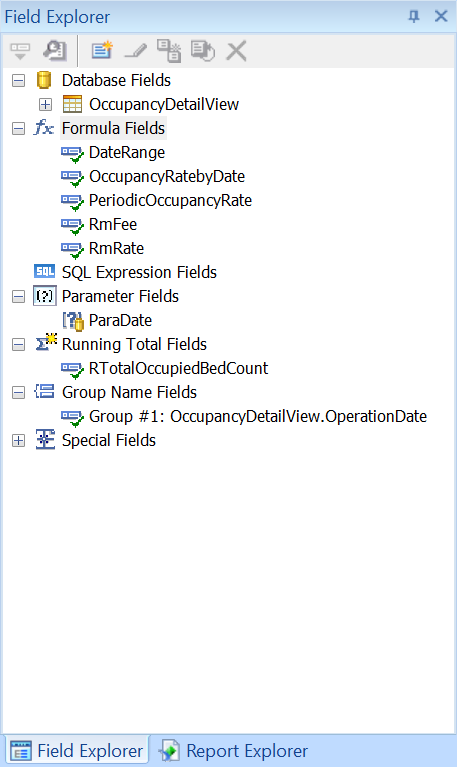 Field Explorer
Database Fields
OccupancyDetailView
fx Formula Fields
DateRange
OccupancyRatebyDate
PeriodicOccupancyRate
RmFee
RmRate
SQL SQL Expression Fields
(?) Parameter Fields
[? ParaDate
Σ Running Total Fields
RTotalOccupiedBedCount
Group Name Fields
Group #1: OccupancyDetailView.OperationDate
Special Fields
Field Explorer Report Explorer